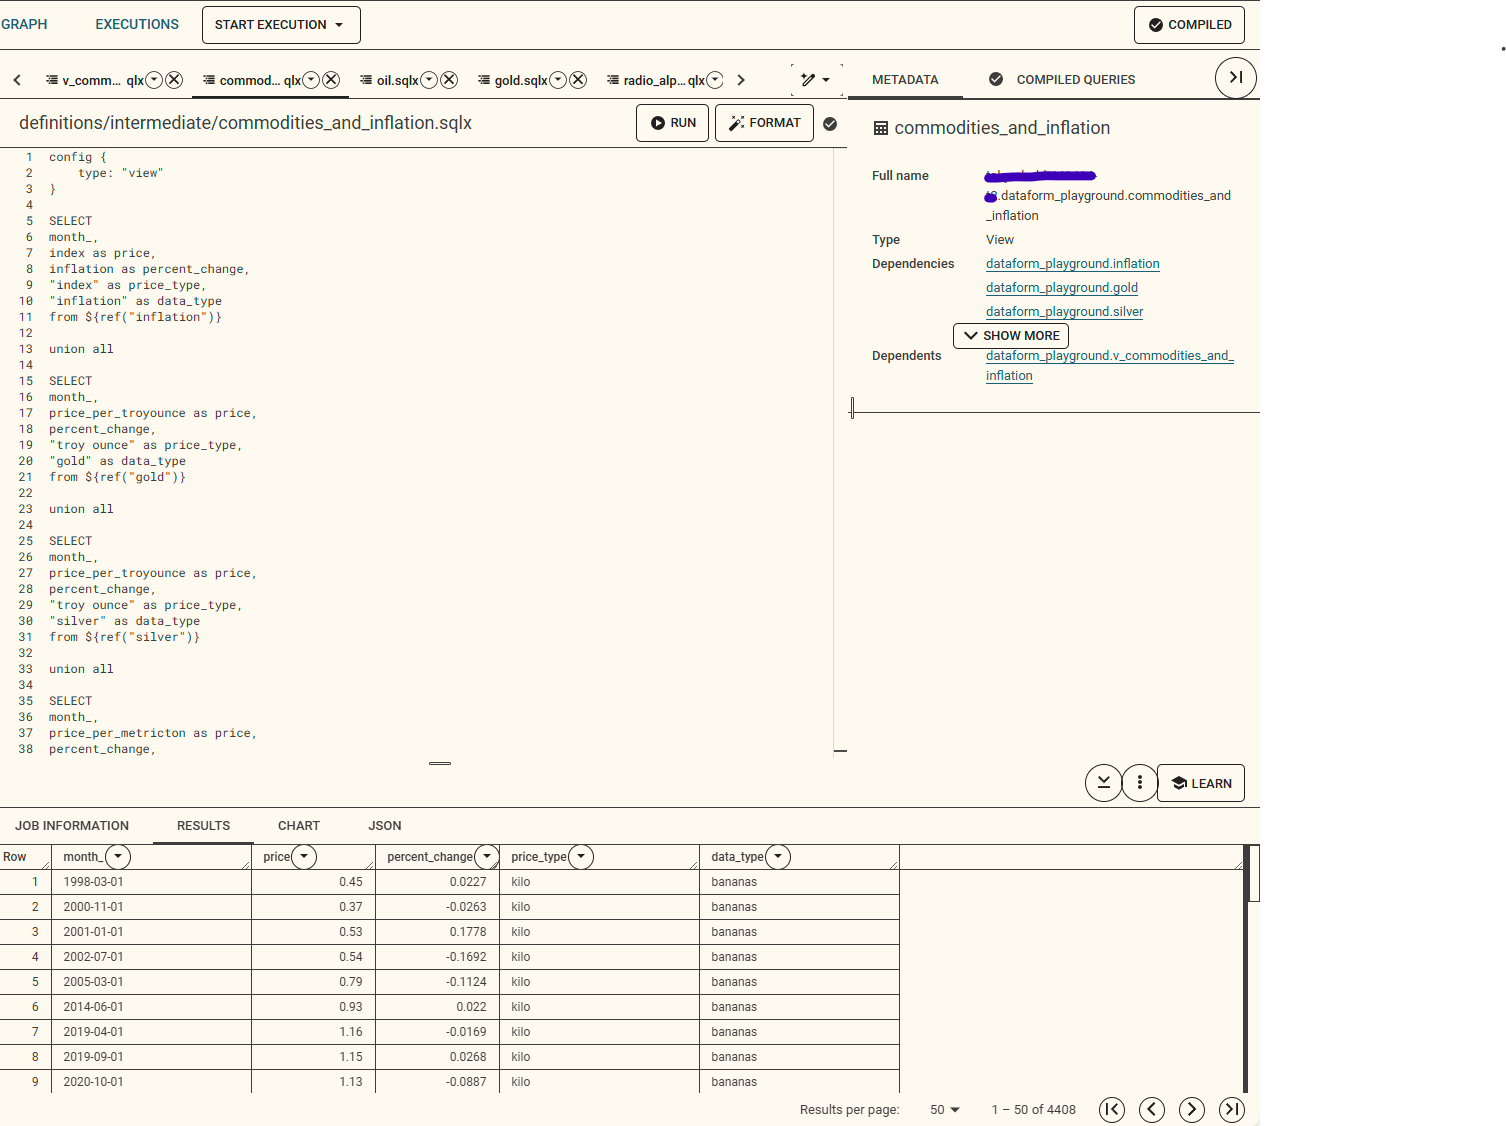 GRAPH EXECUTIONS START EXECUTION COMPILED
v_comm... qlx commod... qlx oil.sqlx gold.sqlx radio_alp... qlx METADATA COMPILED QUERIES
definitions/intermediate/commodities_and_inflation.sqlx RUN FORMAT
1 config {
2 type: "view"
3 }
4
5 SELECT
6 month_,
7 index as price,
8 inflation as percent_change,
9 "index" as price_type,
10 "inflation" as data_type
11 from ${ref("inflation")}
12
13 union all
14
15 SELECT
16 month_,
17 price_per_troyounce as price,
18 percent_change,
19 "troy ounce" as price_type,
20 "gold" as data_type
21 from ${ref("gold")}
22
23 union all
24
25 SELECT
26 month_,
27 price_per_troyounce as price,
28 percent_change,
29 "troy ounce" as price_type,
30 "silver" as data_type
31 from ${ref("silver")}
32
33 union all
34
35 SELECT
36 month_,
37 price_per_metricton as price,
38 percent_change,
commodities_and_inflation
Full name
.dataform_playground.commodities_and
_inflation
Type View
Dependencies dataform_playground.inflation
dataform_playground.gold
dataform_playground.silver
SHOW MORE
Dependents dataform_playground.v_commodities_and_
inflation
LEARN
JOB INFORMATION RESULTS CHART JSON
Row month_ price percent_change price_type data_type
1 1998-03-01 0.45 0.0227 kilo bananas
2 2000-11-01 0.37 -0.0263 kilo bananas
3 2001-01-01 0.53 0.1778 kilo bananas
4 2002-07-01 0.54 -0.1692 kilo bananas
5 2005-03-01 0.79 -0.1124 kilo bananas
6 2014-06-01 0.93 0.022 kilo bananas
7 2019-04-01 1.16 -0.0169 kilo bananas
8 2019-09-01 1.15 0.0268 kilo bananas
9 2020-10-01 1.13 -0.0887 kilo bananas
Results per page: 50 1 – 50 of 4408